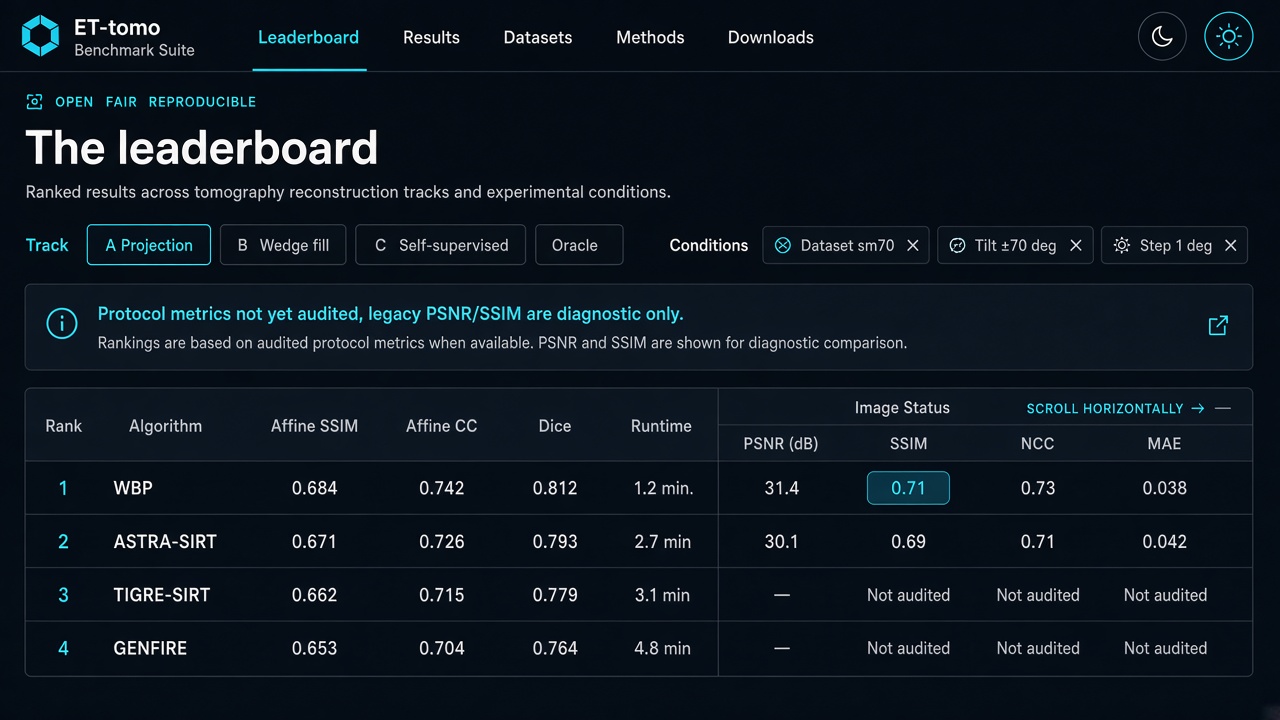 ET-tomo
Benchmark Suite
Leaderboard Results Datasets Methods Downloads
OPEN FAIR REPRODUCIBLE
The leaderboard
Ranked results across tomography reconstruction tracks and experimental conditions.
Track A Projection B Wedge fill C Self-supervised Oracle Conditions Dataset sm70 Tilt ±70 deg Step 1 deg
Protocol metrics not yet audited, legacy PSNR/SSIM are diagnostic only.
Rankings are based on audited protocol metrics when available. PSNR and SSIM are shown for diagnostic comparison.
Image Status SCROLL HORIZONTALLY → —
Rank Algorithm Affine SSIM Affine CC Dice Runtime PSNR (dB) SSIM NCC MAE
1 WBP 0.684 0.742 0.812 1.2 min. 31.4 0.71 0.73 0.038
2 ASTRA-SIRT 0.671 0.726 0.793 2.7 min 30.1 0.69 0.71 0.042
3 TIGRE-SIRT 0.662 0.715 0.779 3.1 min — Not audited Not audited Not audited
4 GENFIRE 0.653 0.704 0.764 4.8 min — Not audited Not audited Not audited